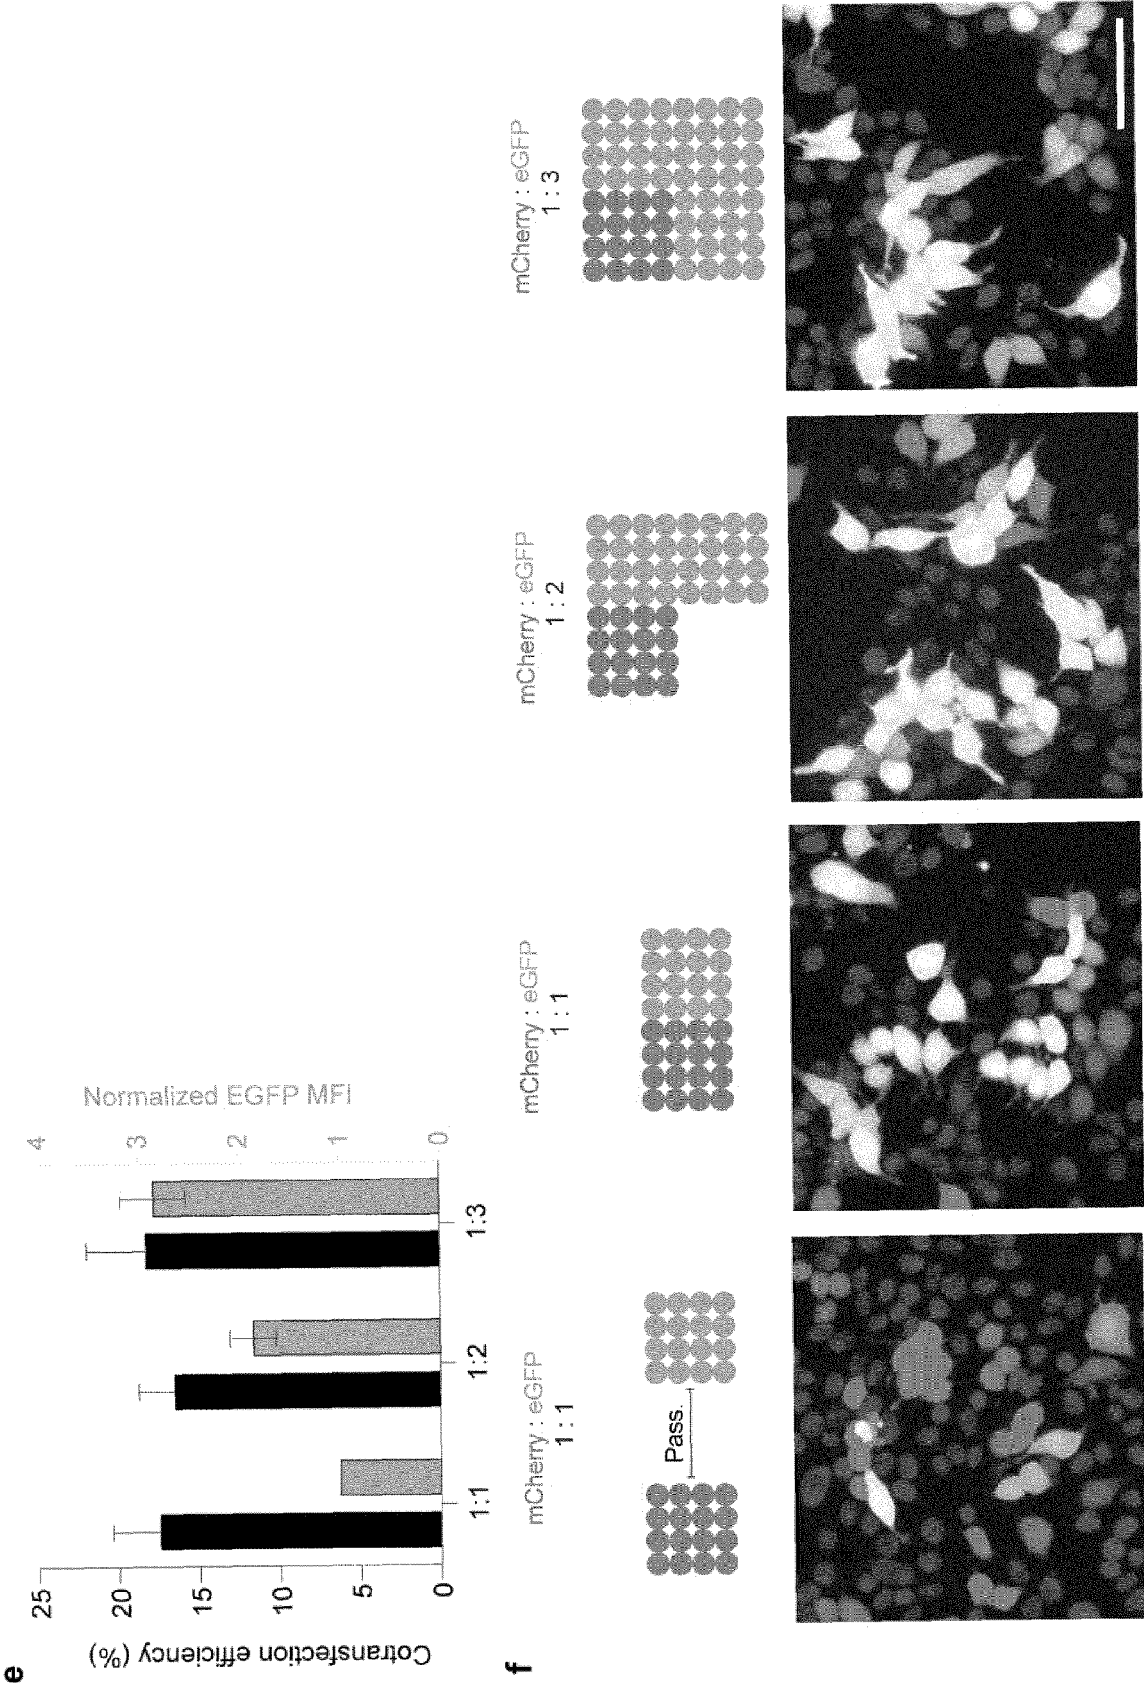 e
Cotransfection efficiency (%)
25
20
15
10
5
0
1:1
1:2
1:3
4
3
2
1
0
Normalized EGFP MFI
f
mCherry : eGFP
1 : 1
Pass.
mCherry : eGFP
1 : 1
mCherry : eGFP
1 : 2
mCherry : eGFP
1 : 3